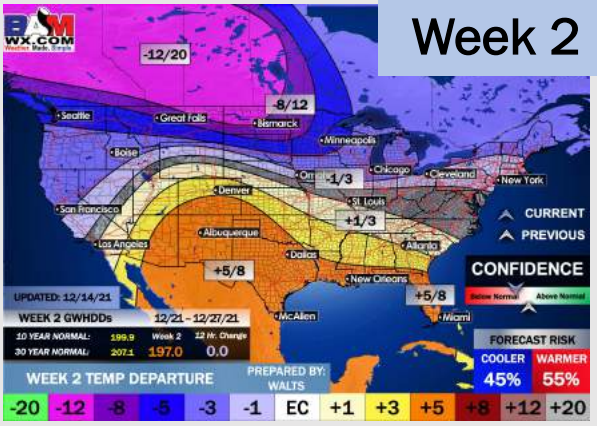 BAM
WX.COM
Weather. Made. Simple.
Week 2
-12/20
-8/12
Seattle
Great Falls
Bismarck
Minneapolis
Boise
Chicago
Cleveland
New York
-1/3
Denver
St. Louis
San Francisco
+1/3
CURRENT
PREVIOUS
Los Angeles
Albuquerque
Atlanta
Dallas
CONFIDENCE
+5/8
New Orleans
Below Normal
Above Normal
+5/8
UPDATED: 12/14/21
McAllen
Miami
WEEK 2 GWHDDs
12/21 - 12/27/21
10 YEAR NORMAL: 199.9 Week 2 12 Hr. Change
30 YEAR NORMAL: 207.1 197.0 0.0
FORECAST RISK
COOLER WARMER
45% 55%
WEEK 2 TEMP DEPARTURE
PREPARED BY:
WALTS
-20 -12 -8 -5 -3 -1 EC +1 +3 +5 +8 +12 +20